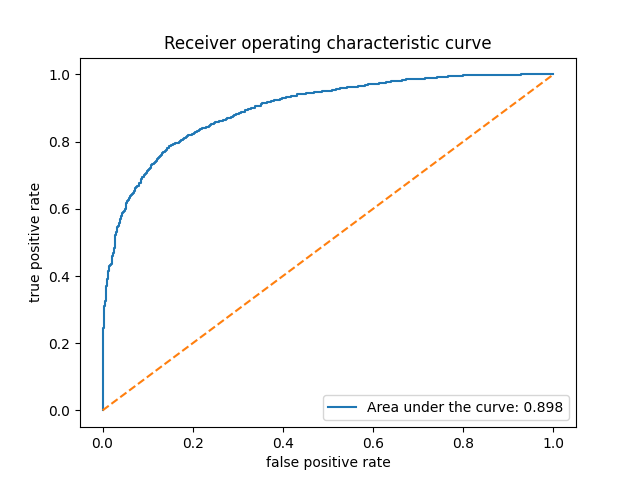 Receiver operating characteristic curve
1.0
0.8
0.6
0.4
0.2
0.0
true positive rate
Area under the curve: 0.898
0.0 0.2 0.4 0.6 0.8 1.0
false positive rate